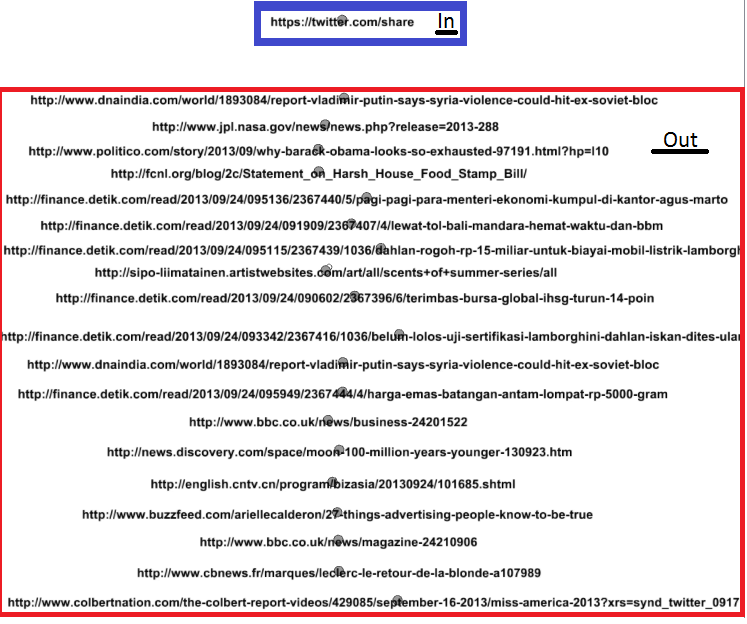 https://twitter.com/share In
http://www.dnaindia.com/world/1893084/report-vladimir-putin-says-syria-violence-could-hit-ex-soviet-bloc
http://www.jpl.nasa.gov/news/news.php?release=2013-288
Out
http://www.politico.com/story/2013/09/why-barack-obama-looks-so-exhausted-97191.html?hp=l10
http://fcnl.org/blog/2c/Statement_on_Harsh_House_Food_Stamp_Bill/
http://finance.detik.com/read/2013/09/24/095136/2367440/5/pagi-pagi-para-menteri-ekonomi-kumpul-di-kantor-agus-marto
http://finance.detik.com/read/2013/09/24/091909/2367407/4/lewat-tol-bali-mandara-hemat-waktu-dan-bbm
http://finance.detik.com/read/2013/09/24/095115/2367439/1036/dahlan-rogoh-rp-15-miliar-untuk-biayai-mobil-listrik-lamborgh
http://sipo-liimatainen.artistwebsites.com/art/all/scents+of+summer-series/all
http://finance.detik.com/read/2013/09/24/090602/2367396/6/terimbas-bursa-global-ihsg-turun-14-poin
http://finance.detik.com/read/2013/09/24/093342/2367416/1036/belum-lolos-uji-sertifikasi-lamborghini-dahlan-iskan-dites-ulan
http://www.dnaindia.com/world/1893084/report-vladimir-putin-says-syria-violence-could-hit-ex-soviet-bloc
http://finance.detik.com/read/2013/09/24/095949/2367444/4/harga-emas-batangan-antam-lompat-rp-5000-gram
http://www.bbc.co.uk/news/business-24201522
http://news.discovery.com/space/moon-100-million-years-younger-130923.htm
http://english.cntv.cn/program/bizasia/20130924/101685.shtml
http://www.buzzfeed.com/ariellecalderon/27-things-advertising-people-know-to-be-true
http://www.bbc.co.uk/news/magazine-24210906
http://www.cbnews.fr/marques/leclerc-le-retour-de-la-blonde-a107989
http://www.colbertnation.com/the-colbert-report-videos/429085/september-16-2013/miss-america-2013?xrs=synd_twitter_0917